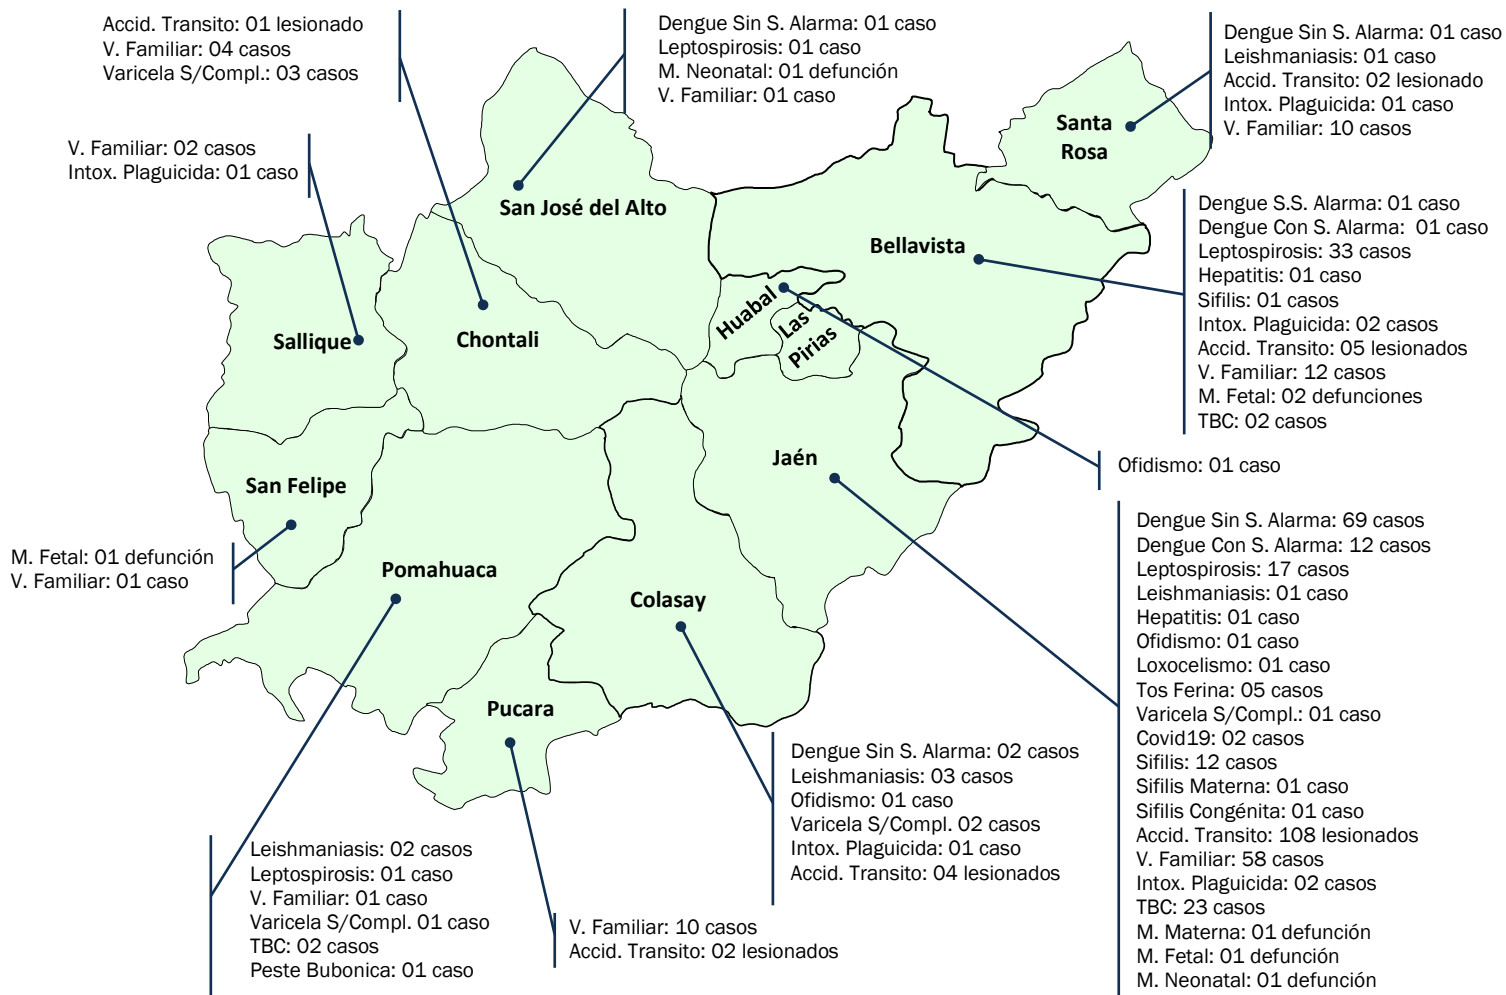 Accid. Transito: 01 lesionado
V. Familiar: 04 casos
Varicela S/Compl.: 03 casos
Dengue Sin S. Alarma: 01 caso
Leptospirosis: 01 caso
M. Neonatal: 01 defunción
V. Familiar: 01 caso
Dengue Sin S. Alarma: 01 caso
Leishmaniasis: 01 caso
Accid. Transito: 02 lesionado
Intox. Plaguicida: 01 caso
V. Familiar: 10 casos
V. Familiar: 02 casos
Intox. Plaguicida: 01 caso
Santa
Rosa
San José del Alto
Bellavista
Dengue S.S. Alarma: 01 caso
Dengue Con S. Alarma:  01 caso
Leptospirosis: 33 casos
Hepatitis: 01 caso
Sifilis: 01 casos
Intox. Plaguicida: 02 casos
Accid. Transito: 05 lesionados
V. Familiar: 12 casos
M. Fetal: 02 defunciones
TBC: 02 casos
Huabal
Las
Pirias
Sallique
Chontali
Jaén
Ofidismo: 01 caso
San Felipe
M. Fetal: 01 defunción
V. Familiar: 01 caso
Pomahuaca
Colasay
Pucara
Dengue Sin S. Alarma: 69 casos
Dengue Con S. Alarma: 12 casos
Leptospirosis: 17 casos
Leishmaniasis: 01 caso
Hepatitis: 01 caso
Ofidismo: 01 caso
Loxocelismo: 01 caso
Tos Ferina: 05 casos
Varicela S/Compl.: 01 caso
Covid19: 02 casos
Sifilis: 12 casos
Sifilis Materna: 01 caso
Sifilis Congénita: 01 caso
Accid. Transito: 108 lesionados
V. Familiar: 58 casos
Intox. Plaguicida: 02 casos
TBC: 23 casos
M. Materna: 01 defunción
M. Fetal: 01 defunción
M. Neonatal: 01 defunción
Dengue Sin S. Alarma: 02 casos
Leishmaniasis: 03 casos
Ofidismo: 01 caso
Varicela S/Compl. 02 casos
Intox. Plaguicida: 01 caso
Accid. Transito: 04 lesionados
Leishmaniasis: 02 casos
Leptospirosis: 01 caso
V. Familiar: 01 caso
Varicela S/Compl. 01 caso
TBC: 02 casos
Peste Bubonica: 01 caso
V. Familiar: 10 casos
Accid. Transito: 02 lesionados